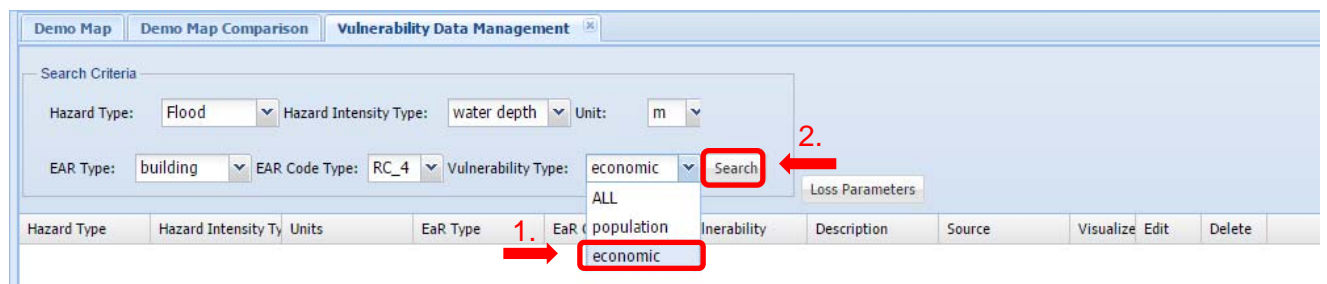 Demo Map Demo Map Comparison Vulnerability Data Management
Search Criteria
Hazard Type: Flood Hazard Intensity Type: water depth Unit: m
2.
EAR Type: building EAR Code Type: RC_4 Vulnerability Type: economic Search
ALL
Loss Parameters
Hazard Type Hazard Intensity Ty Units EaR Type 1. EaR population Description Source Visualize Edit Delete
economic